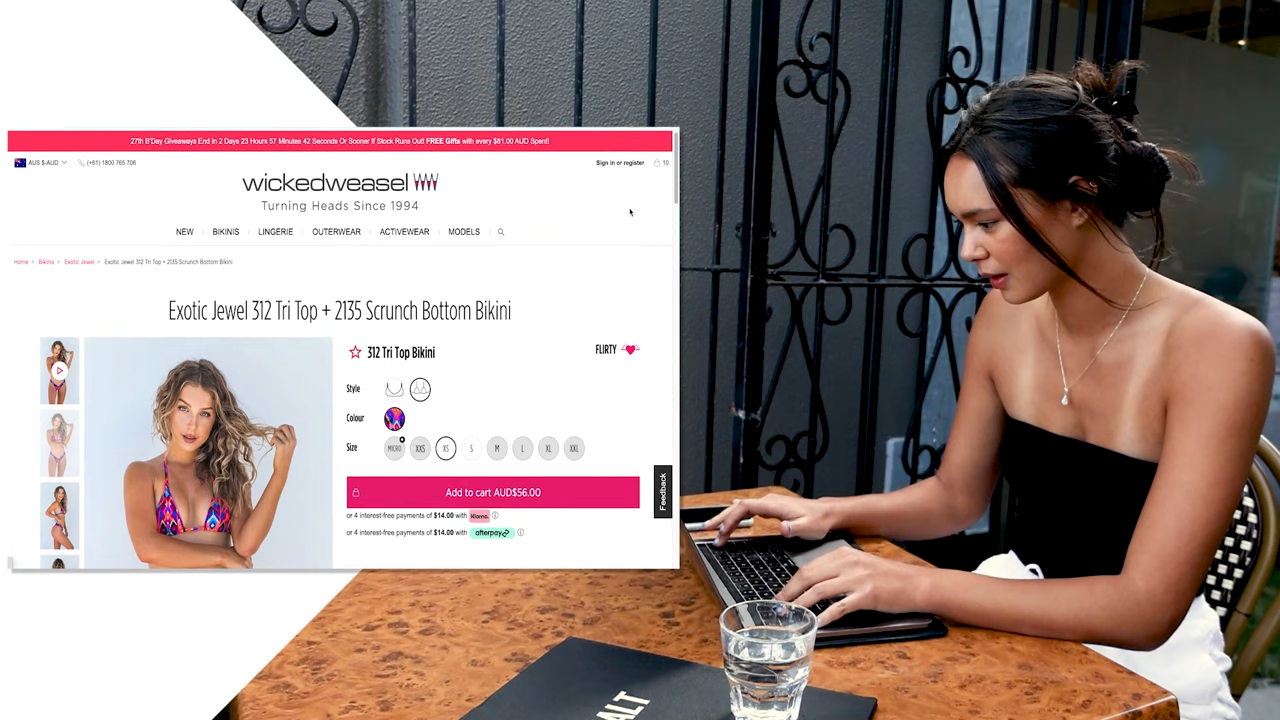 27th B'Day Giveaways End In 2 Days 23 Hours 57 Minutes 42 Seconds Or Sooner If Stock Runs Out! FREE Gifts with every $81.00 AUD Spent!
AUS $-AUD (+61) 1800 765 706 Sign in or register 10
wickedweasel
Turning Heads Since 1994
NEW BIKINIS LINGERIE OUTERWEAR ACTIVEWEAR MODELS
Home > Bikinis > Exotic Jewel > Exotic Jewel 312 Tri Top + 2135 Scrunch Bottom Bikini
Exotic Jewel 312 Tri Top + 2135 Scrunch Bottom Bikini
312 Tri Top Bikini FLIRTY
Style
Colour
Size MICRO XXS XS S M L XL XXL
Add to cart AUD$56.00
or 4 interest-free payments of $14.00 with Klarna.
or 4 interest-free payments of $14.00 with afterpay
Feedback
ALT